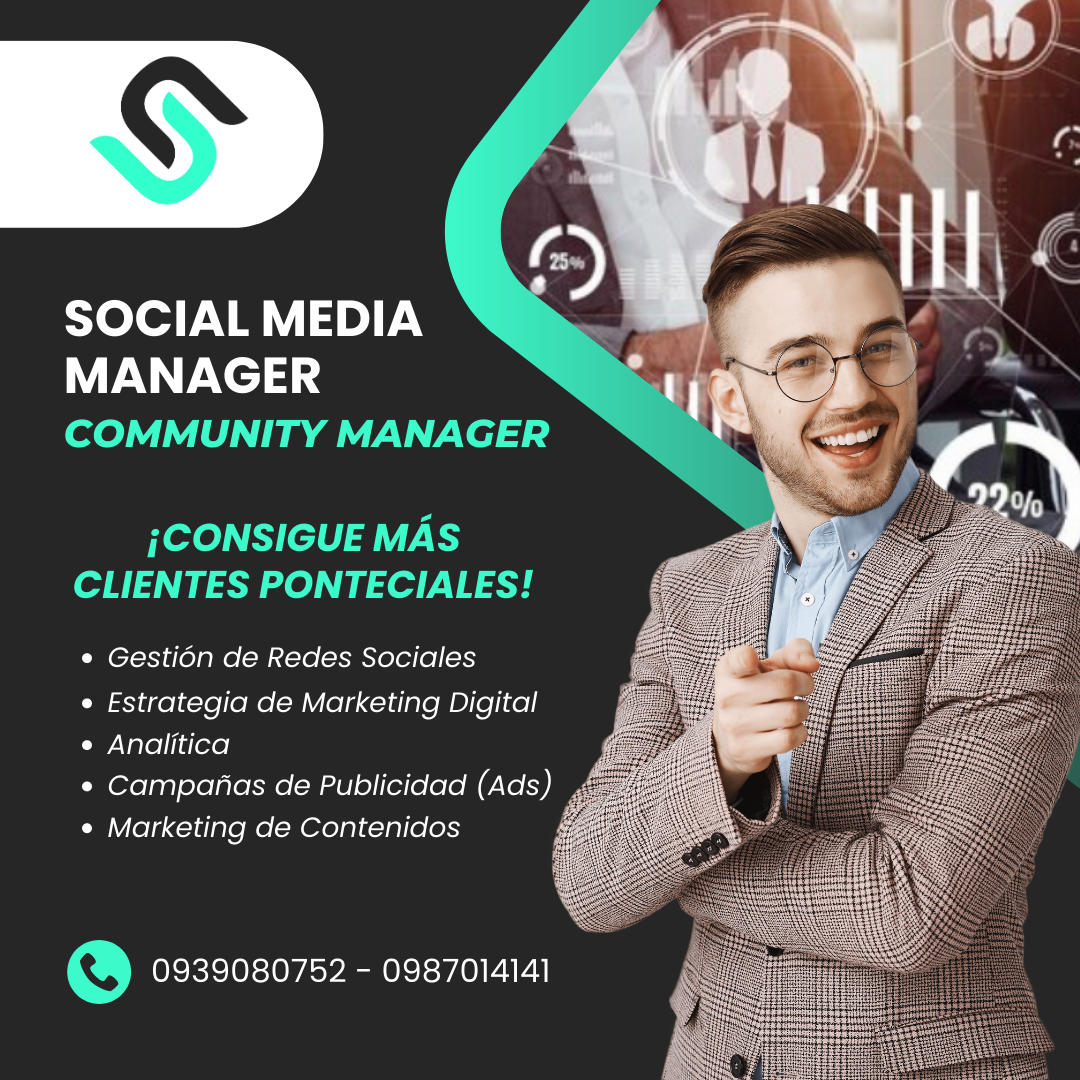 SOCIAL MEDIA
MANAGER
COMMUNITY MANAGER
¡CONSIGUE MÁS
CLIENTES PONTECIALES!
Gestión de Redes Sociales
Estrategia de Marketing Digital
Analítica
Campañas de Publicidad (Ads)
Marketing de Contenidos
0939080752 - 0987014141
25%
22%